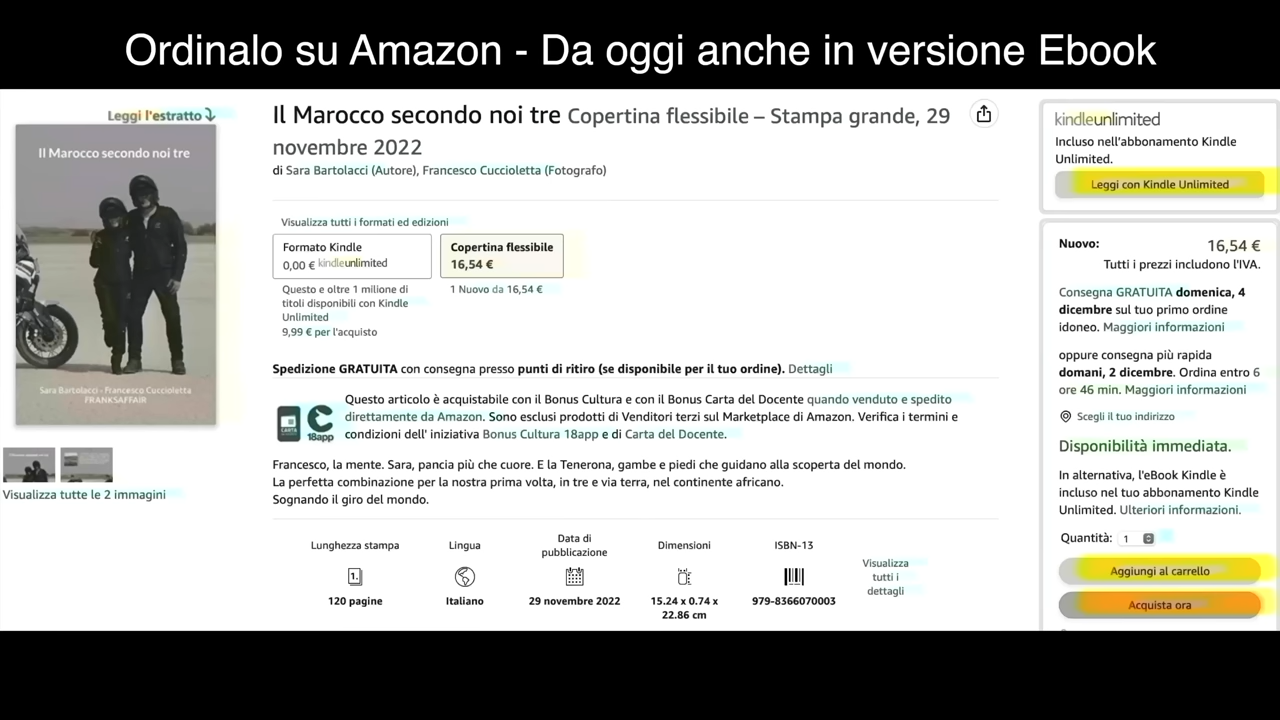 Ordinalo su Amazon - Da oggi anche in versione Ebook
Leggi l'estratto
Il Marocco secondo noi tre
Sara Bartolacci - Francesco Cuccioletta
FRANKSAFFAIR
Visualizza tutte le 2 immagini
Il Marocco secondo noi tre Copertina flessibile – Stampa grande, 29
novembre 2022
di Sara Bartolacci (Autore), Francesco Cuccioletta (Fotografo)
Visualizza tutti i formati ed edizioni
Formato Kindle
0,00 € kindleunlimited
Questo e oltre 1 milione di
titoli disponibili con Kindle
Unlimited
9,99 € per l'acquisto
Copertina flessibile
16,54 €
1 Nuovo da 16,54 €
Spedizione GRATUITA con consegna presso punti di ritiro (se disponibile per il tuo ordine). Dettagli
CARTA
18app
Questo articolo è acquistabile con il Bonus Cultura e con il Bonus Carta del Docente quando venduto e spedito
direttamente da Amazon. Sono esclusi prodotti di Venditori terzi sul Marketplace di Amazon. Verifica i termini e
condizioni dell' iniziativa Bonus Cultura 18app e di Carta del Docente.
Francesco, la mente. Sara, pancia più che cuore. E la Tenerona, gambe e piedi che guidano alla scoperta del mondo.
La perfetta combinazione per la nostra prima volta, in tre e via terra, nel continente africano.
Sognando il giro del mondo.
Lunghezza stampa
1.
120 pagine
Lingua
Italiano
Data di
pubblicazione
29 novembre 2022
Dimensioni
15.24 x 0.74 x
22.86 cm
ISBN-13
979-8366070003
Visualizza
tutti i
dettagli
kindleunlimited
Incluso nell'abbonamento Kindle
Unlimited.
Leggi con Kindle Unlimited
Nuovo: 16,54 €
Tutti i prezzi includono l'IVA.
Consegna GRATUITA domenica, 4
dicembre sul tuo primo ordine
idoneo. Maggiori informazioni
oppure consegna più rapida
domani, 2 dicembre. Ordina entro 6
ore 46 min. Maggiori informazioni
Scegli il tuo indirizzo
Disponibilità immediata.
In alternativa, l'eBook Kindle è
incluso nel tuo abbonamento Kindle
Unlimited. Ulteriori informazioni.
Quantità: 1
Aggiungi al carrello
Acquista ora